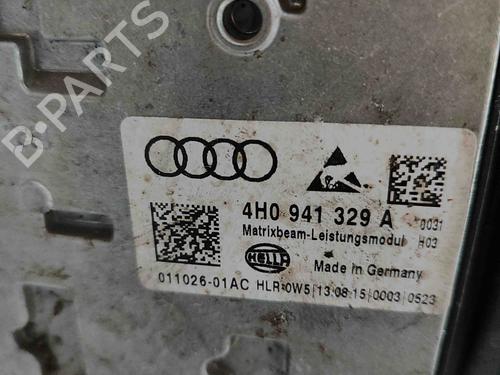 4H0 941 329 A 0031
Matrixbeam-Leistungsmodul H03
HELLA
Made in Germany
011026-01AC HLR-0W5|13.08.15|0003|0523
B-PARTS